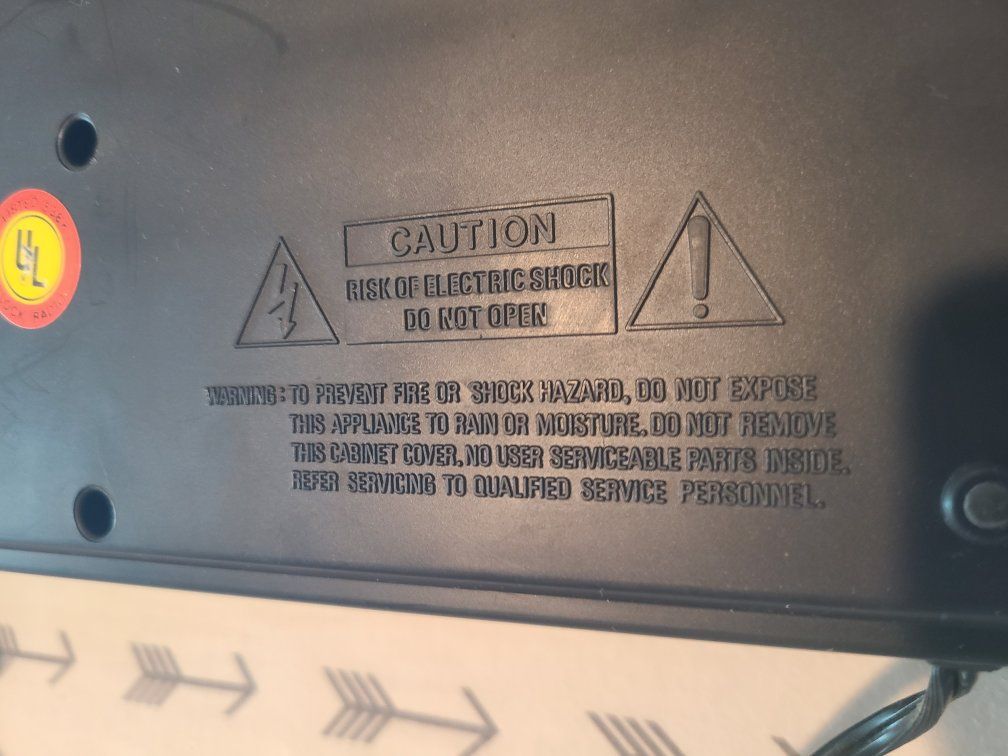 CAUTION
RISK OF ELECTRIC SHOCK
DO NOT OPEN
WARNING: TO PREVENT FIRE OR SHOCK HAZARD, DO NOT EXPOSE
THIS APPLIANCE TO RAIN OR MOISTURE. DO NOT REMOVE
THIS CABINET COVER. NO USER SERVICEABLE PARTS INSIDE.
REFER SERVICING TO QUALIFIED SERVICE PERSONNEL.
UL